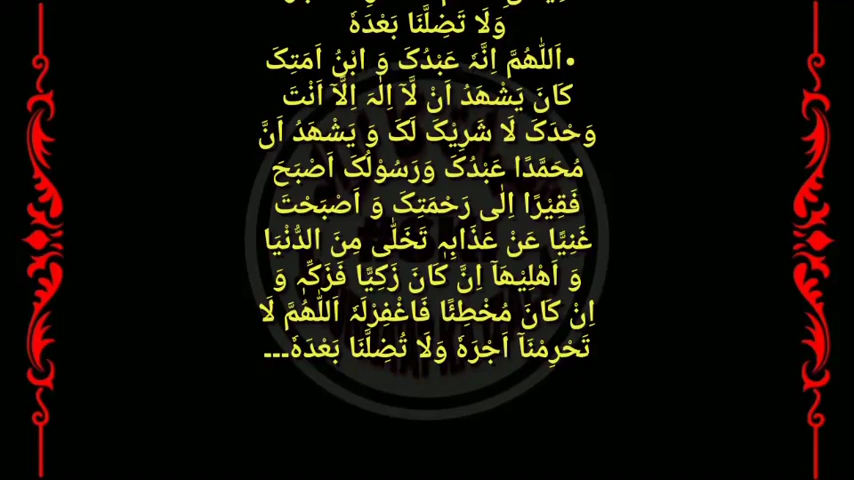 وَلَا تَضِلَّنَا بَعْدَہٗ
•اَللّٰھُمَّ اِنَّہٗ عَبْدُکَ وَ ابْنُ اَمَتِکَ
کَانَ یَشْھَدُ اَنْ لَّاۤ اِلٰہَ اِلَّاۤ اَنْتَ
وَحْدَکَ لَا شَرِیْکَ لَکَ وَ یَشْھَدُ اَنَّ
مُحَمَّدًا عَبْدُکَ وَرَسُوْلُکَ اَصْبَحَ
فَقِیْرًا اِلٰی رَحْمَتِکَ وَ اَصْبَحْتَ
غَنِیًّا عَنْ عَذَابِہٖ تَخَلّٰی مِنَ الدُّنْیَا
وَ اَھْلِیْھَاۤ اِنَّ کَانَ زَکِیًّا فَزَکِّہٖ وَ
اِنْ کَانَ مُخْطِئًا فَاغْفِرْلَہٗ اَللّٰھُمَّ لَا
تَحْرِمْنَاۤ اَجْرَہٗ وَلَا تُضِلَّنَا بَعْدَہٗ۔۔۔